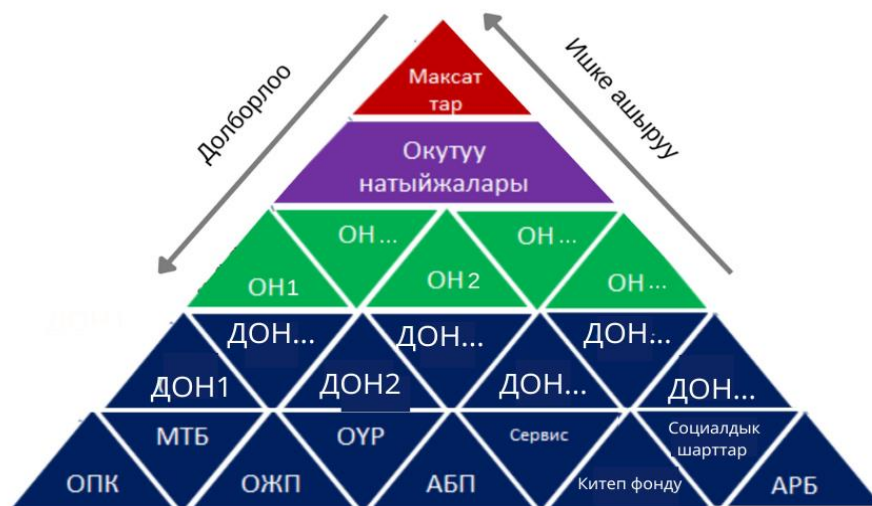 Долборлоо
Ишке ашыруу
Максат
тар
Окутуу
натыйжалары
ОН ...
ОН ...
ОН1
ОН2
ОН ...
ДОН...
ДОН...
ДОН...
ДОН1
ДОН2
ДОН...
ДОН...
МТБ
ОҮР
Сервис
Социалдык
шарттар
ОПК
ОЖП
АБП
Китеп фонду
АРБ